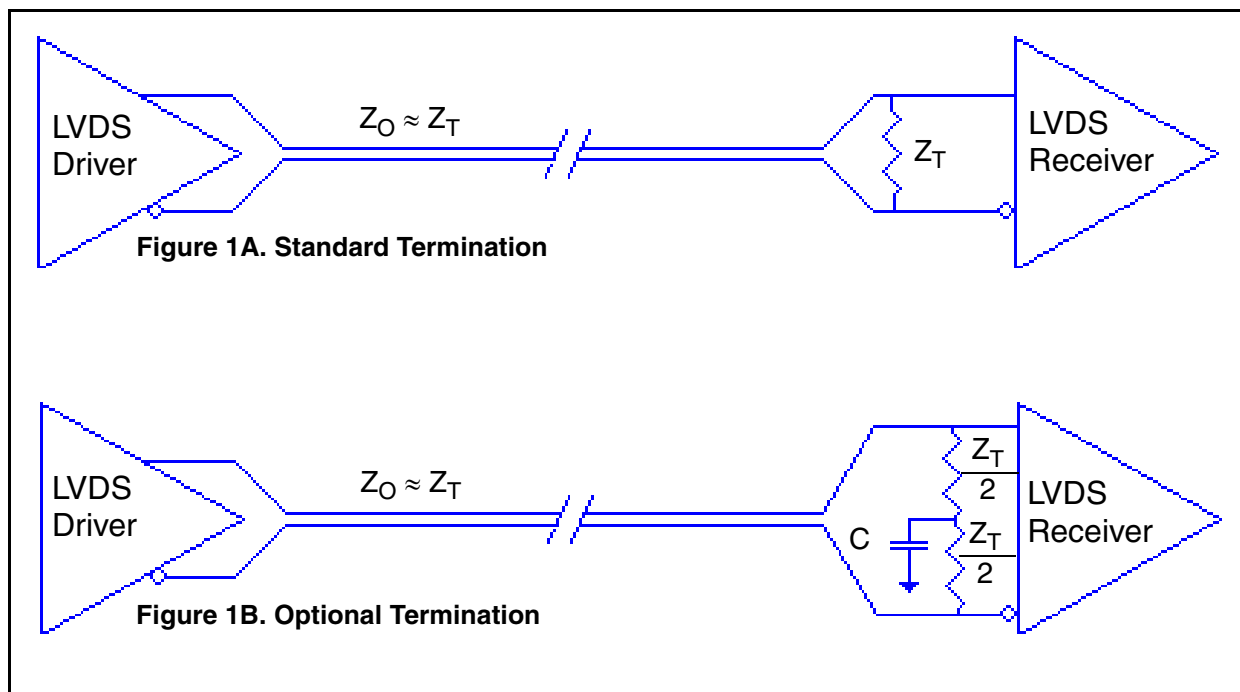 LVDS
Driver
Z_O ≈ Z_T
Z_T
LVDS
Receiver
Figure 1A. Standard Termination
LVDS
Driver
Z_O ≈ Z_T
C
Z_T
2
Z_T
2
LVDS
Receiver
Figure 1B. Optional Termination